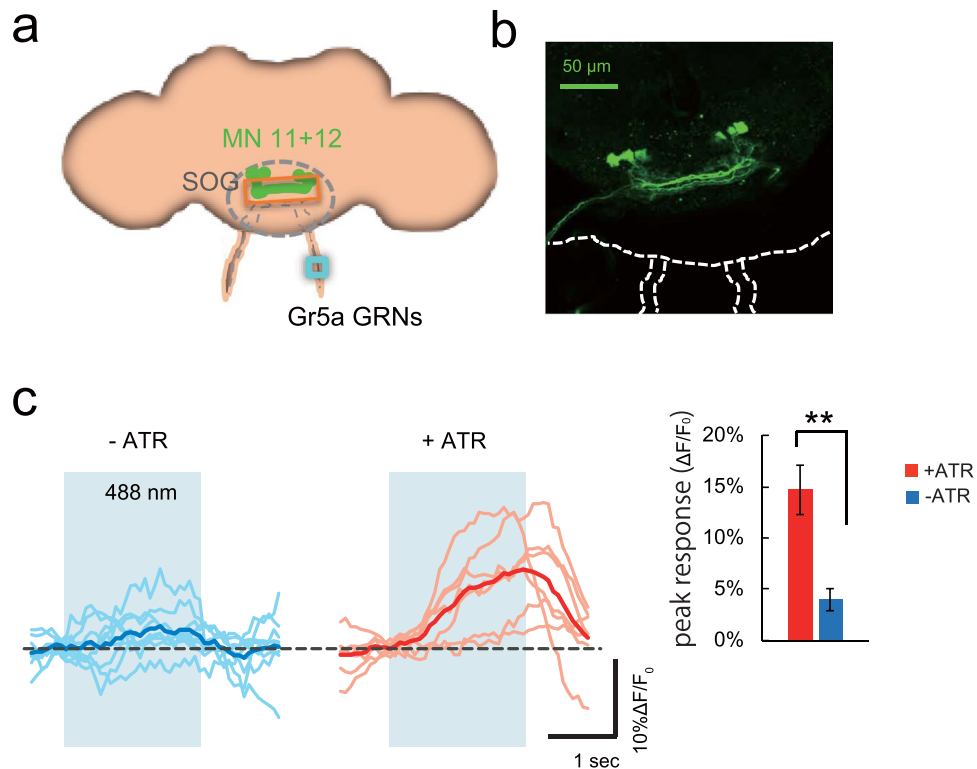 a
MN 11+12
SOG
Gr5a GRNs
b
50 μm
c
- ATR
488 nm
+ ATR
10%ΔF/F₀
1 sec
peak response (ΔF/F₀)
20%
15%
10%
5%
0%
**
+ATR
-ATR